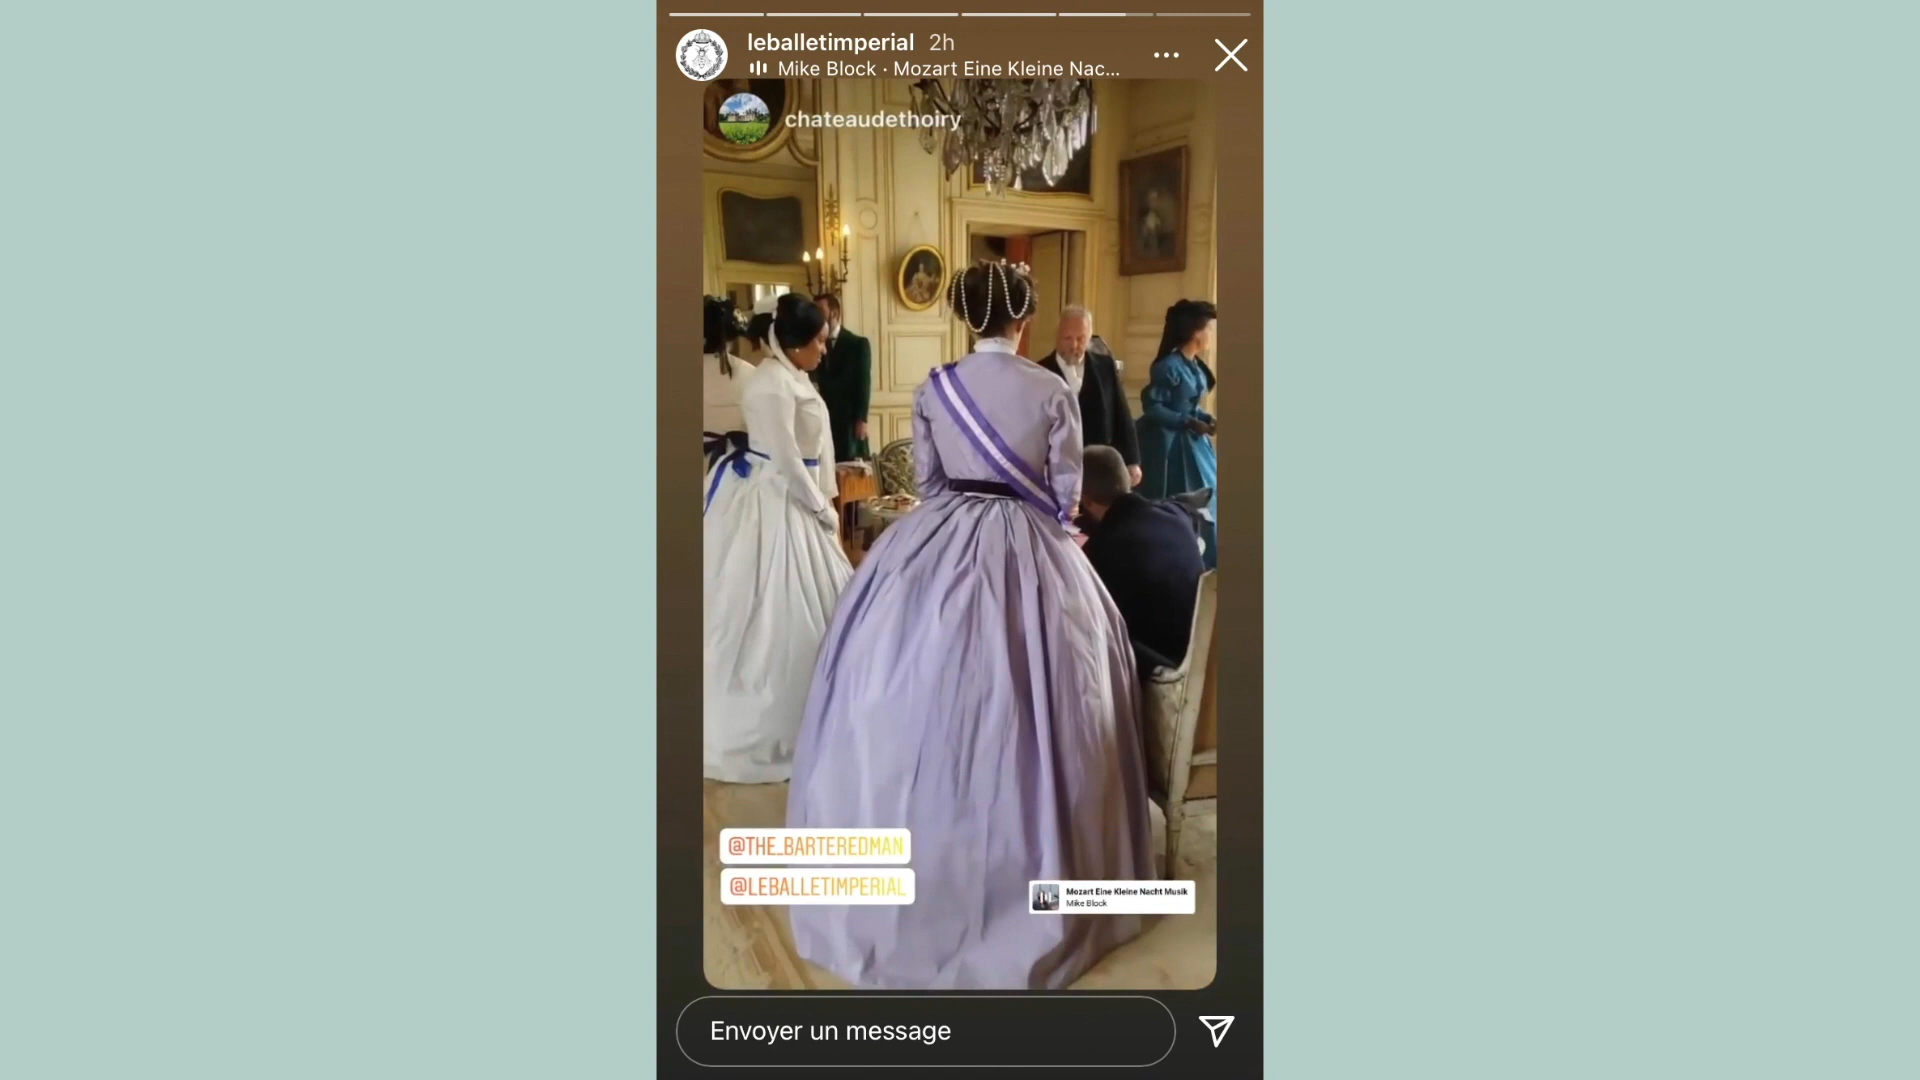 leballetimperial 2h
Mike Block · Mozart Eine Kleine Nac...
chateaudethoiry
@THE_BARTEREDMAN
@LEBALLETIMPERIAL
Mozart Eine Kleine Nacht Musik
Mike Block
Envoyer un message